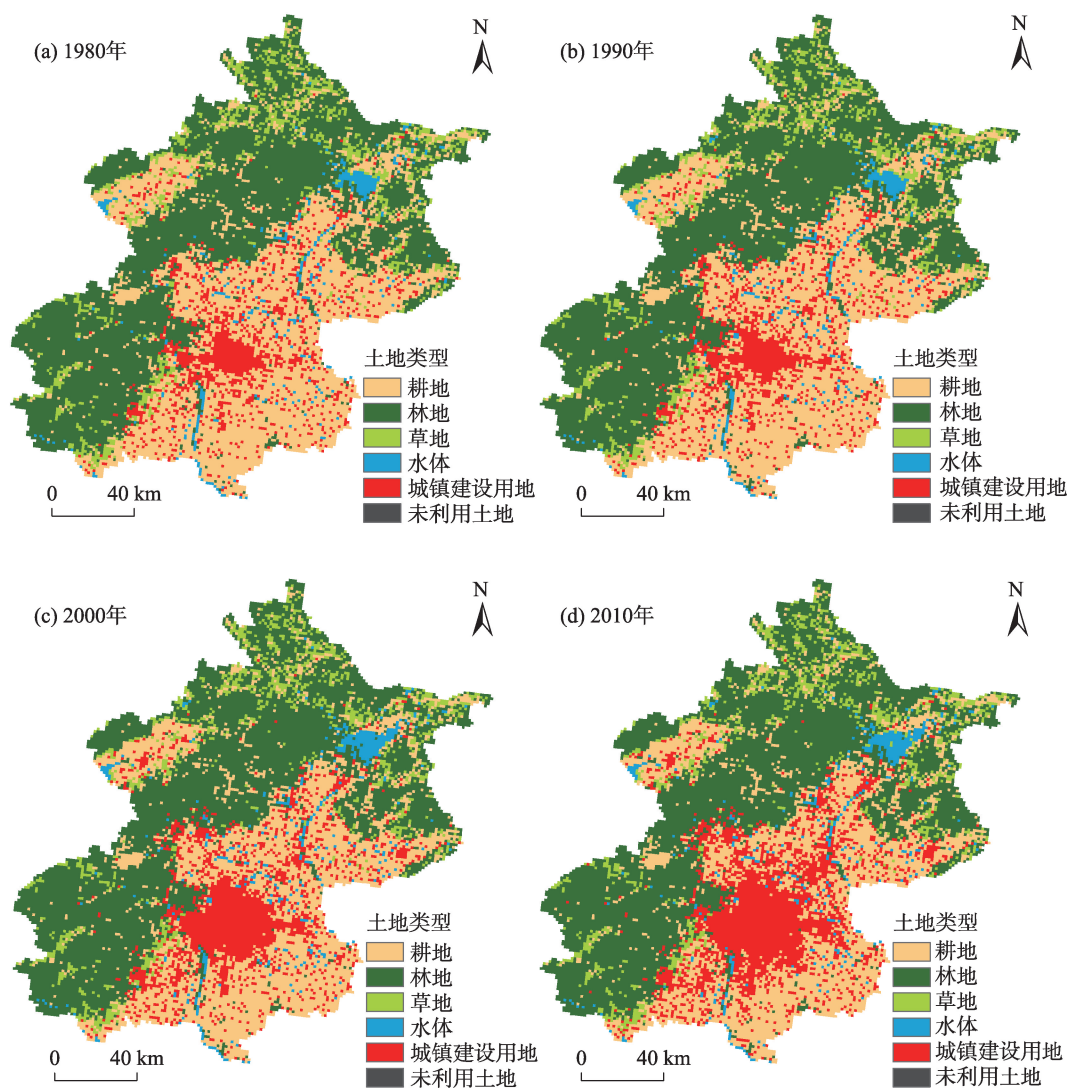 (a) 1980年
N
土地类型
耕地
林地
草地
水体
城镇建设用地
未利用土地
0 40 km
(b) 1990年
N
土地类型
耕地
林地
草地
水体
城镇建设用地
未利用土地
0 40 km
(c) 2000年
N
土地类型
耕地
林地
草地
水体
城镇建设用地
未利用土地
0 40 km
(d) 2010年
N
土地类型
耕地
林地
草地
水体
城镇建设用地
未利用土地
0 40 km